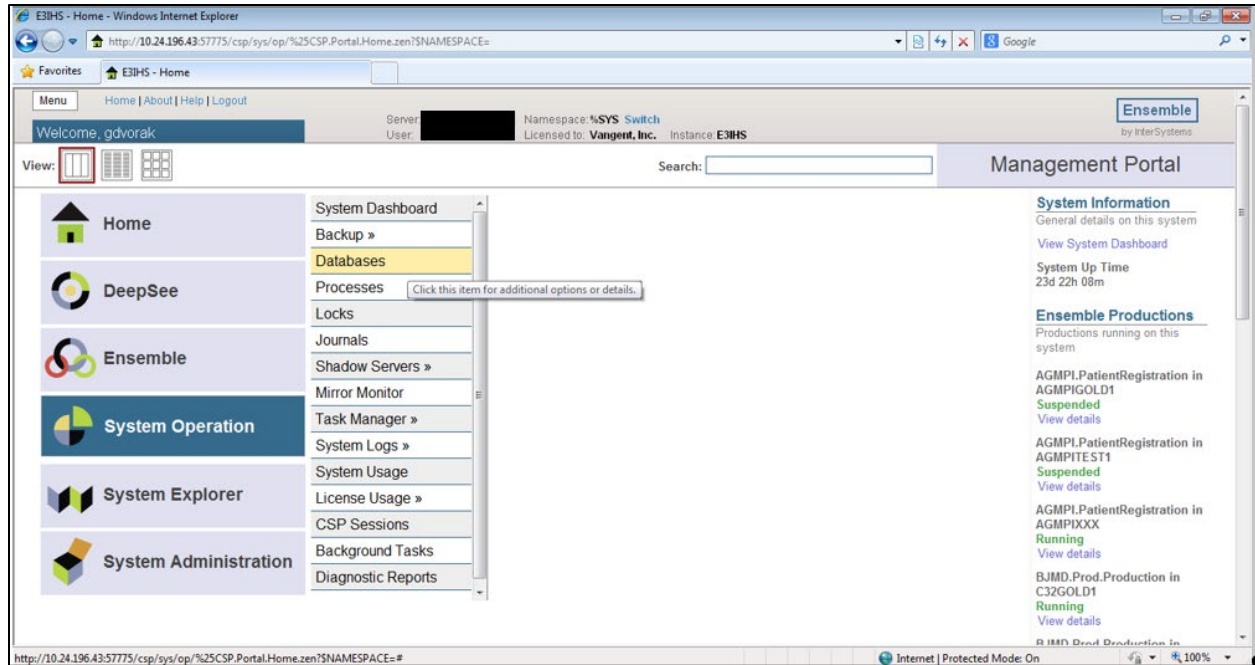 E3IHS - Home - Windows Internet Explorer
http://10.24.196.43:57775/csp/sys/op/%25CSP.Portal.Home.zen?$NAMESPACE=
Google
Favorites
E3IHS - Home
Menu
Home | About | Help | Logout
Welcome, gdvorak
Server:
User:
Namespace: %SYS Switch
Licensed to: Vangent, Inc. Instance: E3IHS
Ensemble
by InterSystems
View:
Search:
Management Portal
Home
DeepSee
Ensemble
System Operation
System Explorer
System Administration
System Dashboard
Backup »
Databases
Processes
Click this item for additional options or details.
Locks
Journals
Shadow Servers »
Mirror Monitor
Task Manager »
System Logs »
System Usage
License Usage »
CSP Sessions
Background Tasks
Diagnostic Reports
System Information
General details on this system
View System Dashboard
System Up Time
23d 22h 08m
Ensemble Productions
Productions running on this
system
AGMPI.PatientRegistration in
AGMPIGOLD1
Suspended
View details
AGMPI.PatientRegistration in
AGMPITEST1
Suspended
View details
AGMPI.PatientRegistration in
AGMPIXXX
Running
View details
BJMD.Prod.Production in
C32GOLD1
Running
View details
BJMD.Prod.Production in
http://10.24.196.43:57775/csp/sys/op/%25CSP.Portal.Home.zen?$NAMESPACE=#
Internet | Protected Mode: On
100%